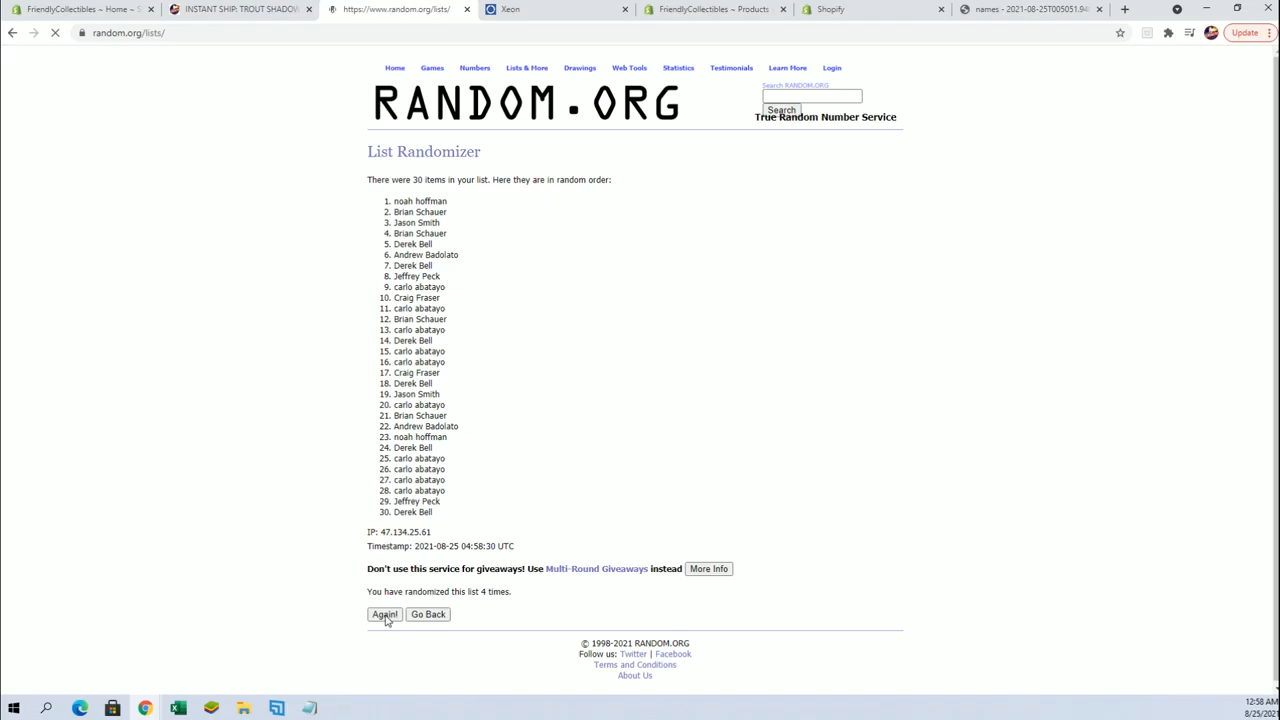 FriendlyCollectibles ~ Home ~ S
INSTANT SHIP: TROUT SHADOW
https://www.random.org/lists/
Xeon
FriendlyCollectibles ~ Products ~
Shopify
names - 2021-08-25T005051.94
random.org/lists/
Update
Home
Games
Numbers
Lists & More
Drawings
Web Tools
Statistics
Testimonials
Learn More
Login
Search RANDOM.ORG
Search
RANDOM.ORG
True Random Number Service
List Randomizer
There were 30 items in your list. Here they are in random order:
1. noah hoffman
2. Brian Schauer
3. Jason Smith
4. Brian Schauer
5. Derek Bell
6. Andrew Badolato
7. Derek Bell
8. Jeffrey Peck
9. carlo abatayo
10. Craig Fraser
11. carlo abatayo
12. Brian Schauer
13. carlo abatayo
14. Derek Bell
15. carlo abatayo
16. carlo abatayo
17. Craig Fraser
18. Derek Bell
19. Jason Smith
20. carlo abatayo
21. Brian Schauer
22. Andrew Badolato
23. noah hoffman
24. Derek Bell
25. carlo abatayo
26. carlo abatayo
27. carlo abatayo
28. carlo abatayo
29. Jeffrey Peck
30. Derek Bell
IP: 47.134.25.61
Timestamp: 2021-08-25 04:58:30 UTC
Don't use this service for giveaways! Use Multi-Round Giveaways instead More Info
You have randomized this list 4 times.
Again! Go Back
© 1998-2021 RANDOM.ORG
Follow us: Twitter | Facebook
Terms and Conditions
About Us
12:58 AM
8/25/2021